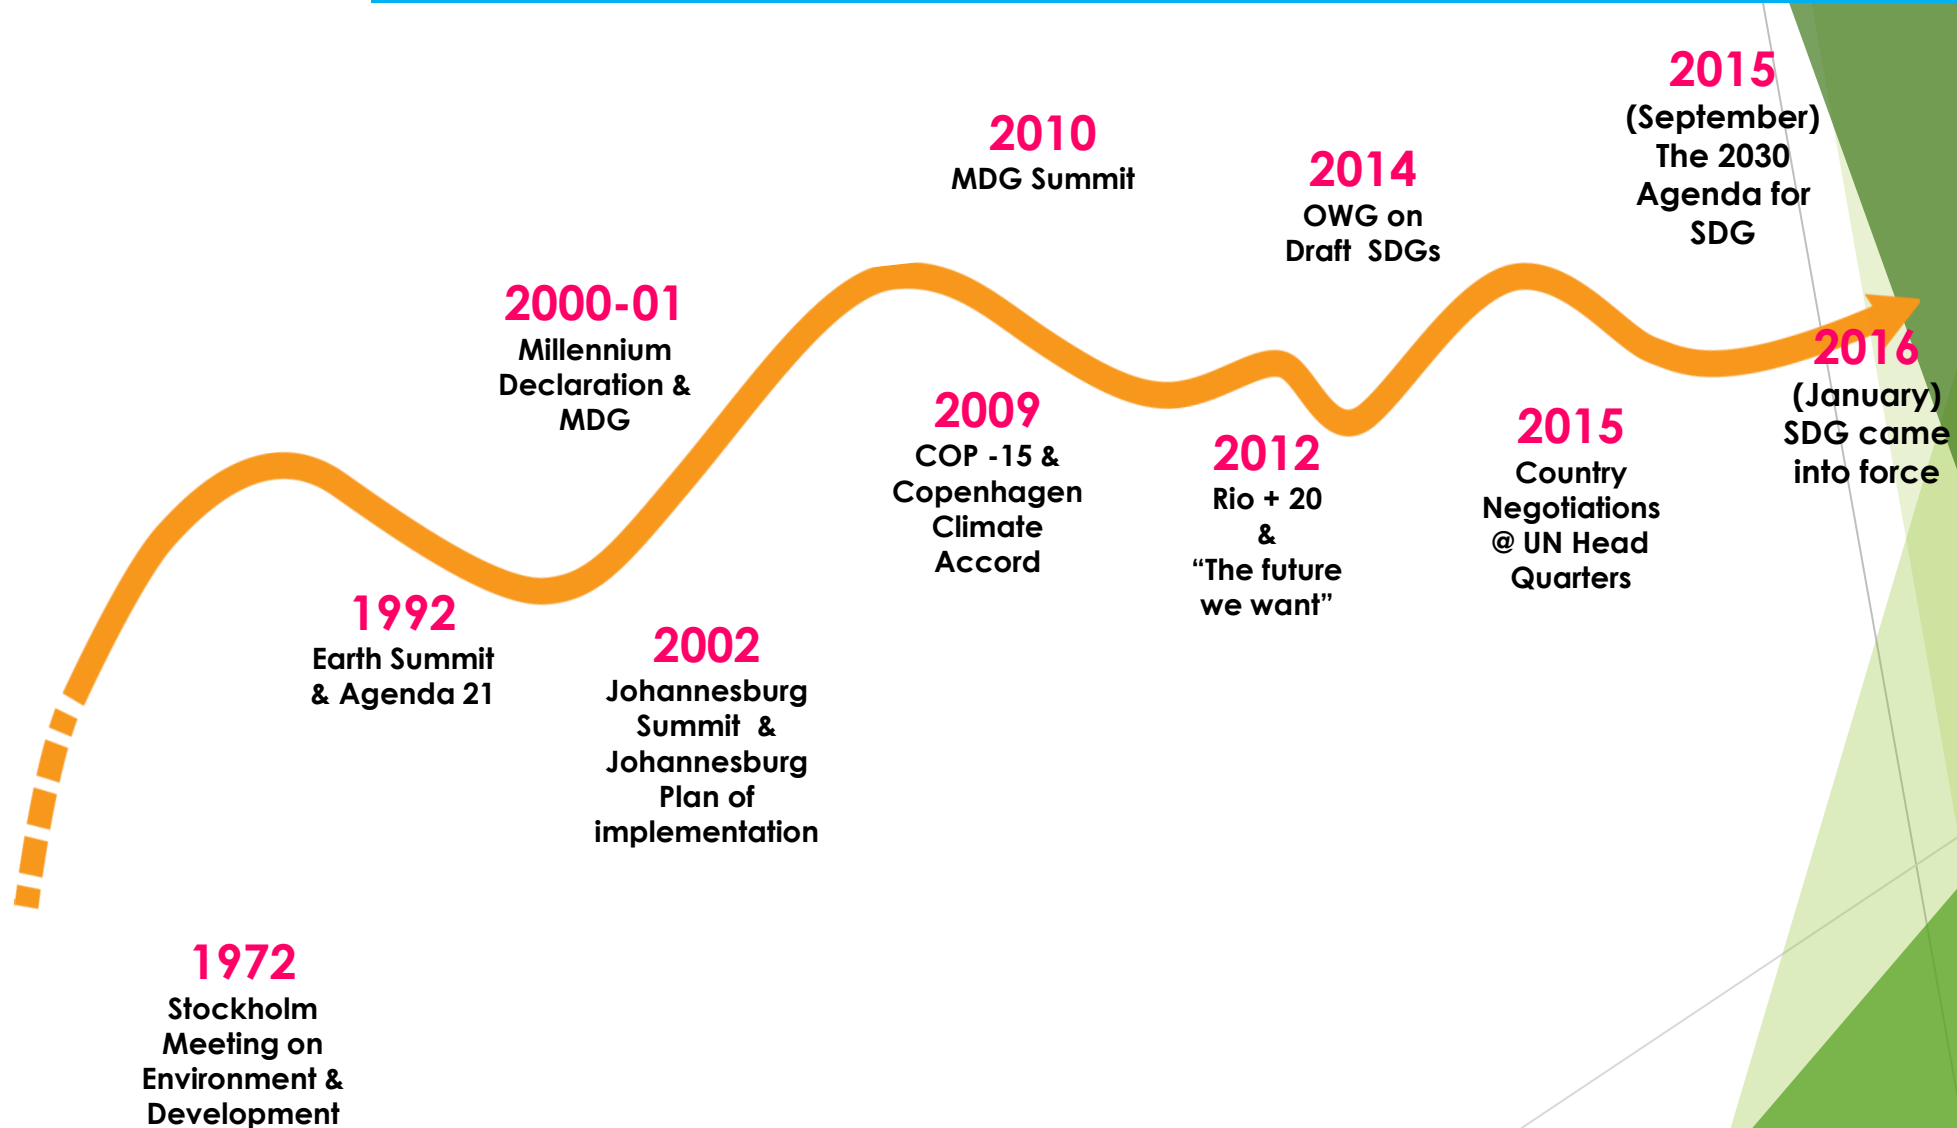 1972
Stockholm
Meeting on
Environment &
Development
1992
Earth Summit
& Agenda 21
2000-01
Millennium
Declaration &
MDG
2002
Johannesburg
Summit &
Johannesburg
Plan of
implementation
2009
COP -15 &
Copenhagen
Climate
Accord
2010
MDG Summit
2012
Rio + 20
&
“The future
we want”
2014
OWG on
Draft SDGs
2015
Country
Negotiations
@ UN Head
Quarters
2015
(September)
The 2030
Agenda for
SDG
2016
(January)
SDG came
into force